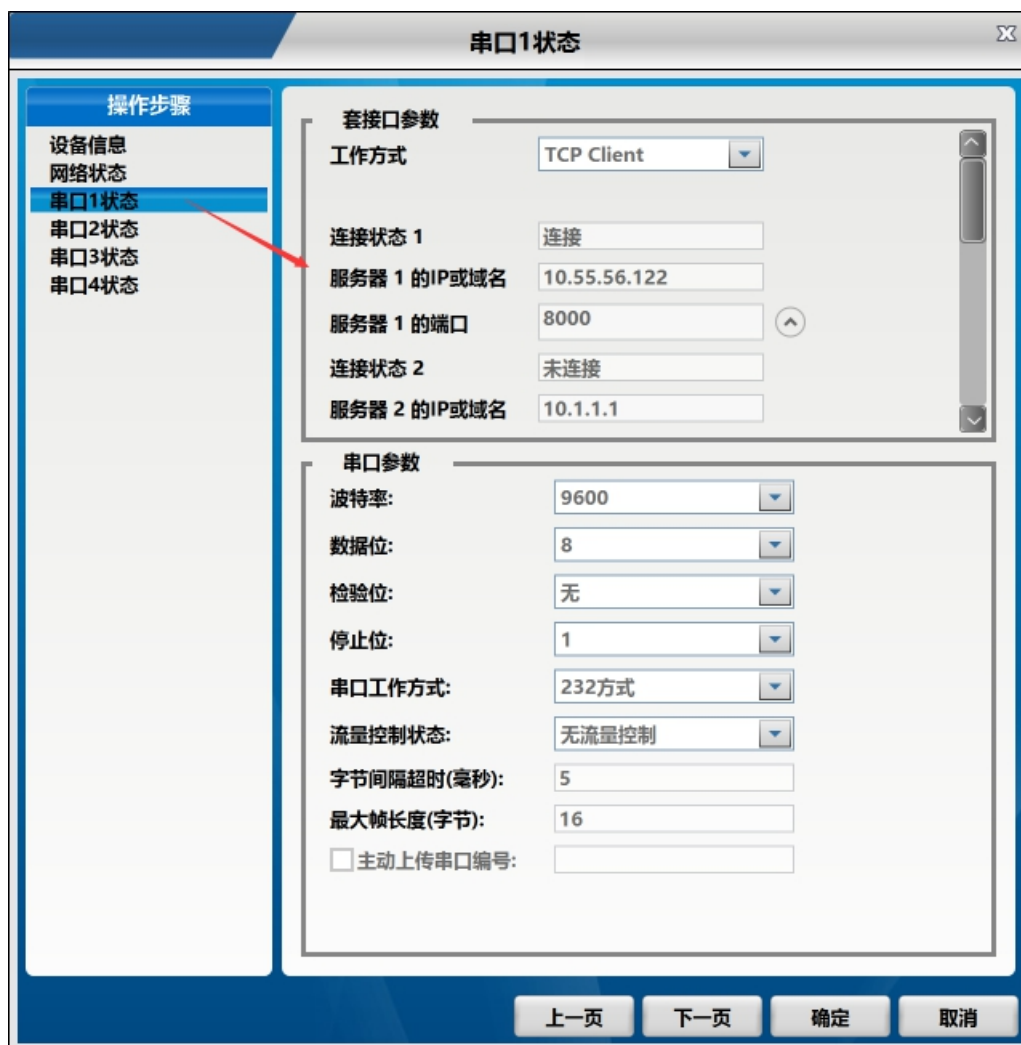 串口1状态
操作步骤
设备信息
网络状态
串口1状态
串口2状态
串口3状态
串口4状态
套接口参数
工作方式 TCP Client
连接状态 1 连接
服务器 1 的IP或域名 10.55.56.122
服务器 1 的端口 8000
连接状态 2 未连接
服务器 2 的IP或域名 10.1.1.1
串口参数
波特率: 9600
数据位: 8
检验位: 无
停止位: 1
串口工作方式: 232方式
流量控制状态: 无流量控制
字节间隔超时(毫秒): 5
最大帧长度(字节): 16
主动上传串口编号:
上一页 下一页 确定 取消